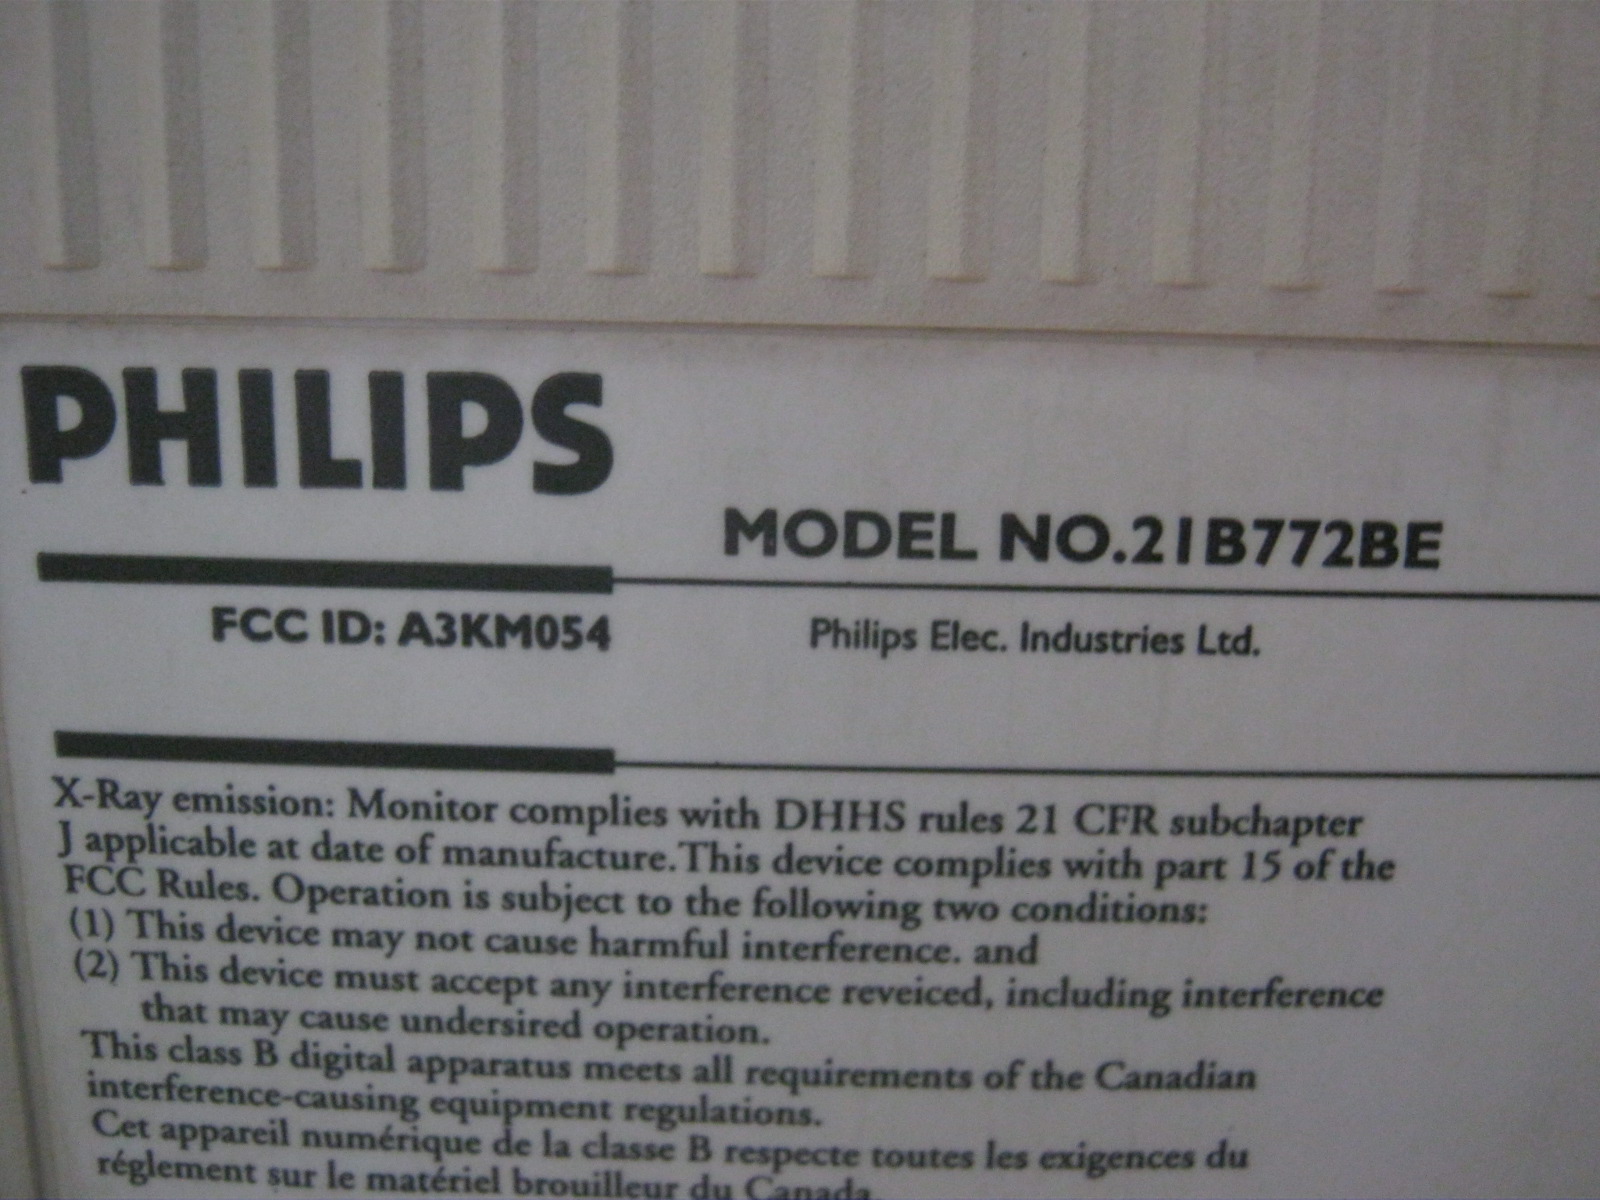 PHILIPS
MODEL NO.21B772BE
FCC ID: A3KM054
Philips Elec. Industries Ltd.
X-Ray emission: Monitor complies with DHHS rules 21 CFR subchapter
J applicable at date of manufacture.This device complies with part 15 of the
FCC Rules. Operation is subject to the following two conditions:
(1) This device may not cause harmful interference. and
(2) This device must accept any interference reveiced, including interference
that may cause undersired operation.
This class B digital apparatus meets all requirements of the Canadian
interference-causing equipment regulations.
Cet appareil numérique de la classe B respecte toutes les exigences du
réglement sur le matériel brouilleur du Canada.